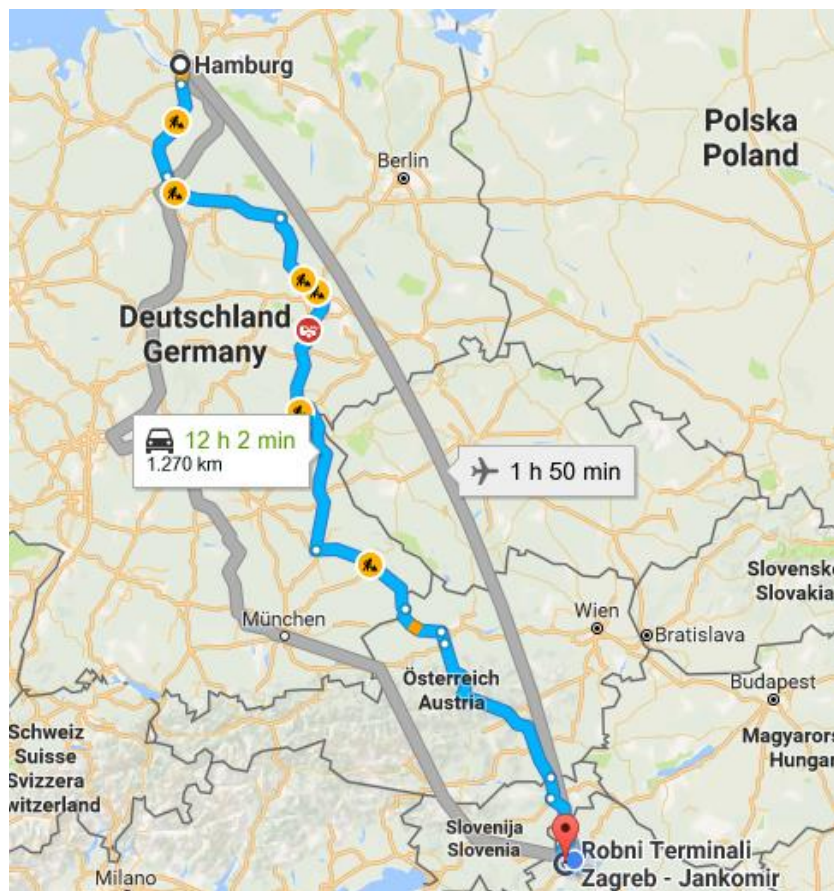 Hamburg
Polska
Poland
Berlin
Deutschland
Germany
12 h 2 min
1.270 km
1 h 50 min
Slovensko
Slovakia
Wien
Bratislava
München
Österreich
Austria
Budapest
Schweiz
Suisse
Svizzera
witzerland
Magyarors
Hungar
Slovenija
Slovenia
Robni Terminali
Zagreb - Jankomir
Milano